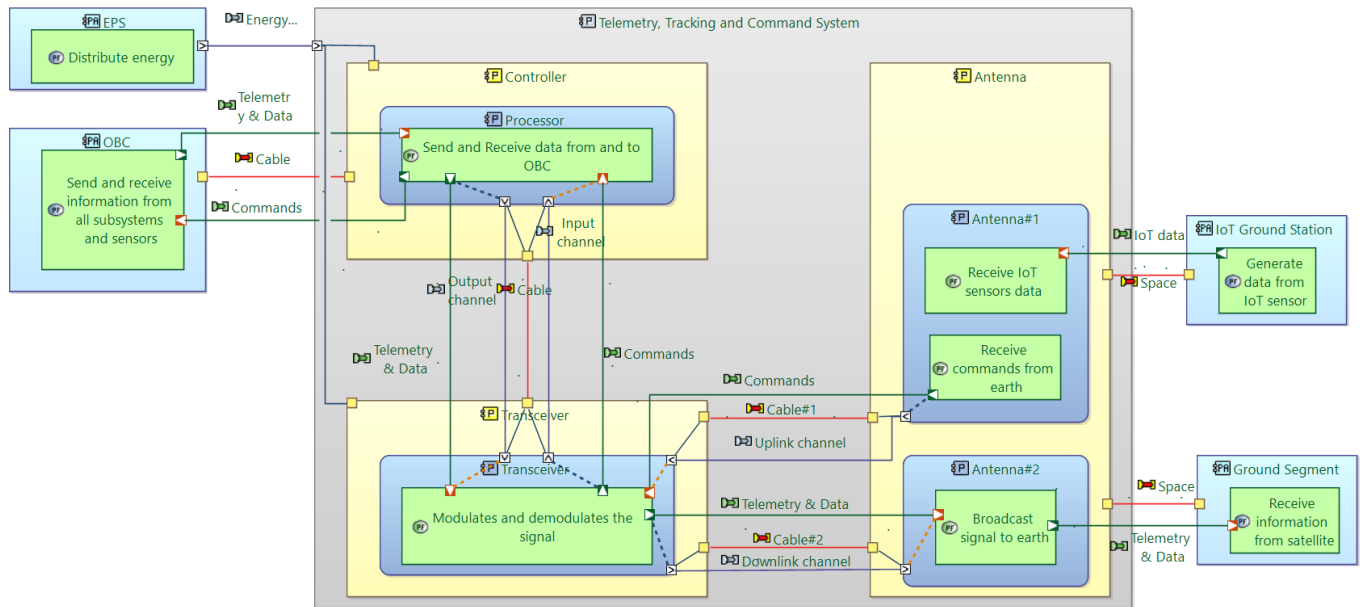 EPS
Energy...
Telemetry, Tracking and Command System
Distribute energy
Controller
Antenna
Telemetr
y & Data
Processor
OBC
Cable
Send and Receive data from and to
OBC
Send and receive
information from
all subsystems
and sensors
Commands
Input
channel
Antenna#1
IoT data
IoT Ground Station
Receive IoT
sensors data
Space
Generate
data from
IoT sensor
Output
channel
Cable
Telemetry
& Data
Commands
Receive
commands from
earth
Commands
Cable#1
Transceiver
Uplink channel
Transceiver
Antenna#2
Ground Segment
Space
Telemetry & Data
Modulates and demodulates the
signal
Broadcast
signal to earth
Receive
information
from satellite
Cable#2
Telemetry
& Data
Downlink channel